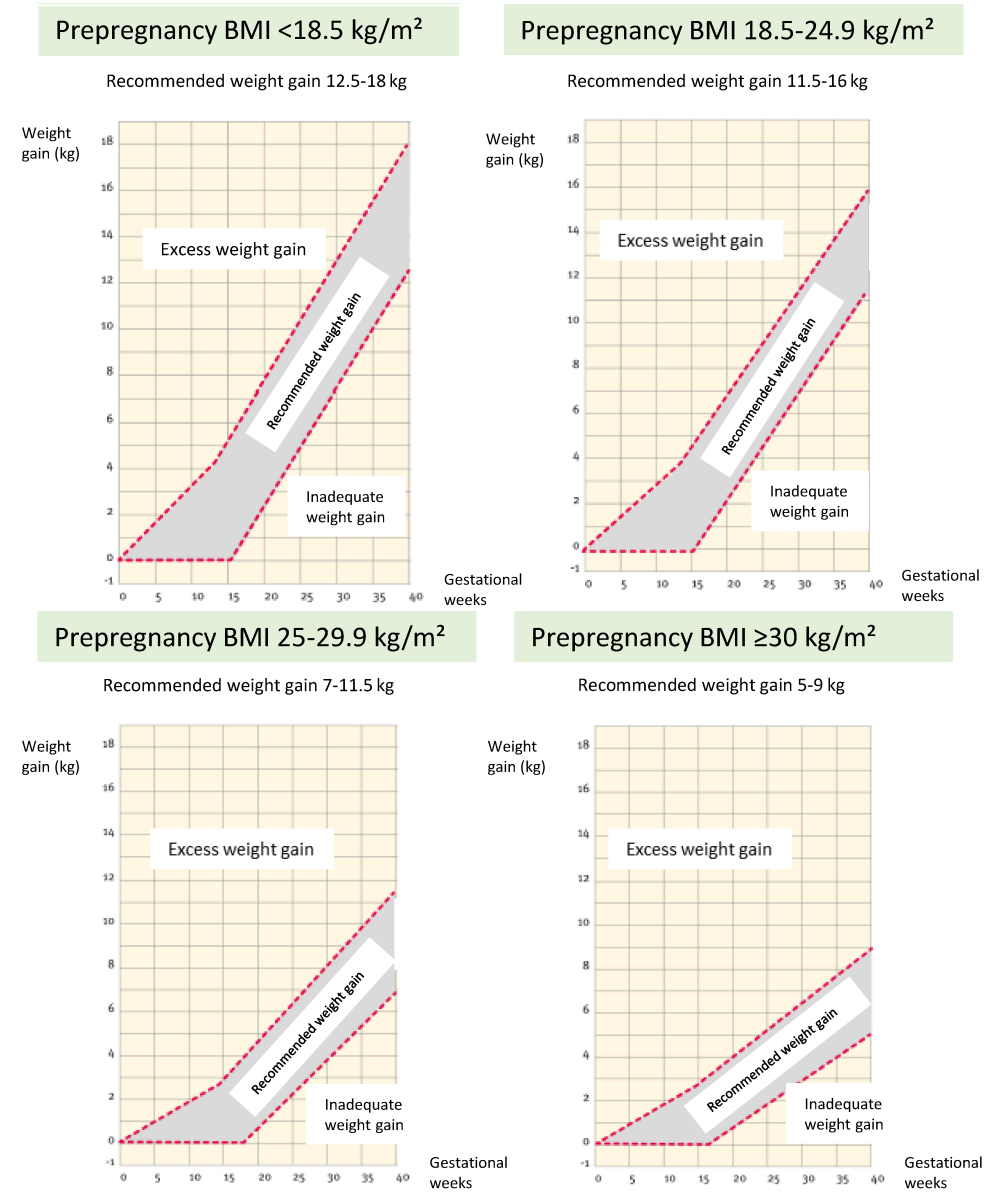 Prepregnancy BMI <18.5 kg/m²
Recommended weight gain 12.5-18 kg
Weight
gain (kg)
18
16
14
12
10
8
6
4
2
0
-1
Excess weight gain
Recommended weight gain
Inadequate
weight gain
0 5 10 15 20 25 30 35 40
Gestational
weeks
Prepregnancy BMI 18.5-24.9 kg/m²
Recommended weight gain 11.5-16 kg
Weight
gain (kg)
18
16
14
12
10
8
6
4
2
0
-1
Excess weight gain
Recommended weight gain
Inadequate
weight gain
0 5 10 15 20 25 30 35 40
Gestational
weeks
Prepregnancy BMI 25-29.9 kg/m²
Recommended weight gain 7-11.5 kg
Weight
gain (kg)
18
16
14
12
10
8
6
4
2
0
-1
Excess weight gain
Recommended weight gain
Inadequate
weight gain
0 5 10 15 20 25 30 35 40
Gestational
weeks
Prepregnancy BMI ≥30 kg/m²
Recommended weight gain 5-9 kg
Weight
gain (kg)
18
16
14
12
10
8
6
4
2
0
-1
Excess weight gain
Recommended weight gain
Inadequate
weight gain
0 5 10 15 20 25 30 35 40
Gestational
weeks